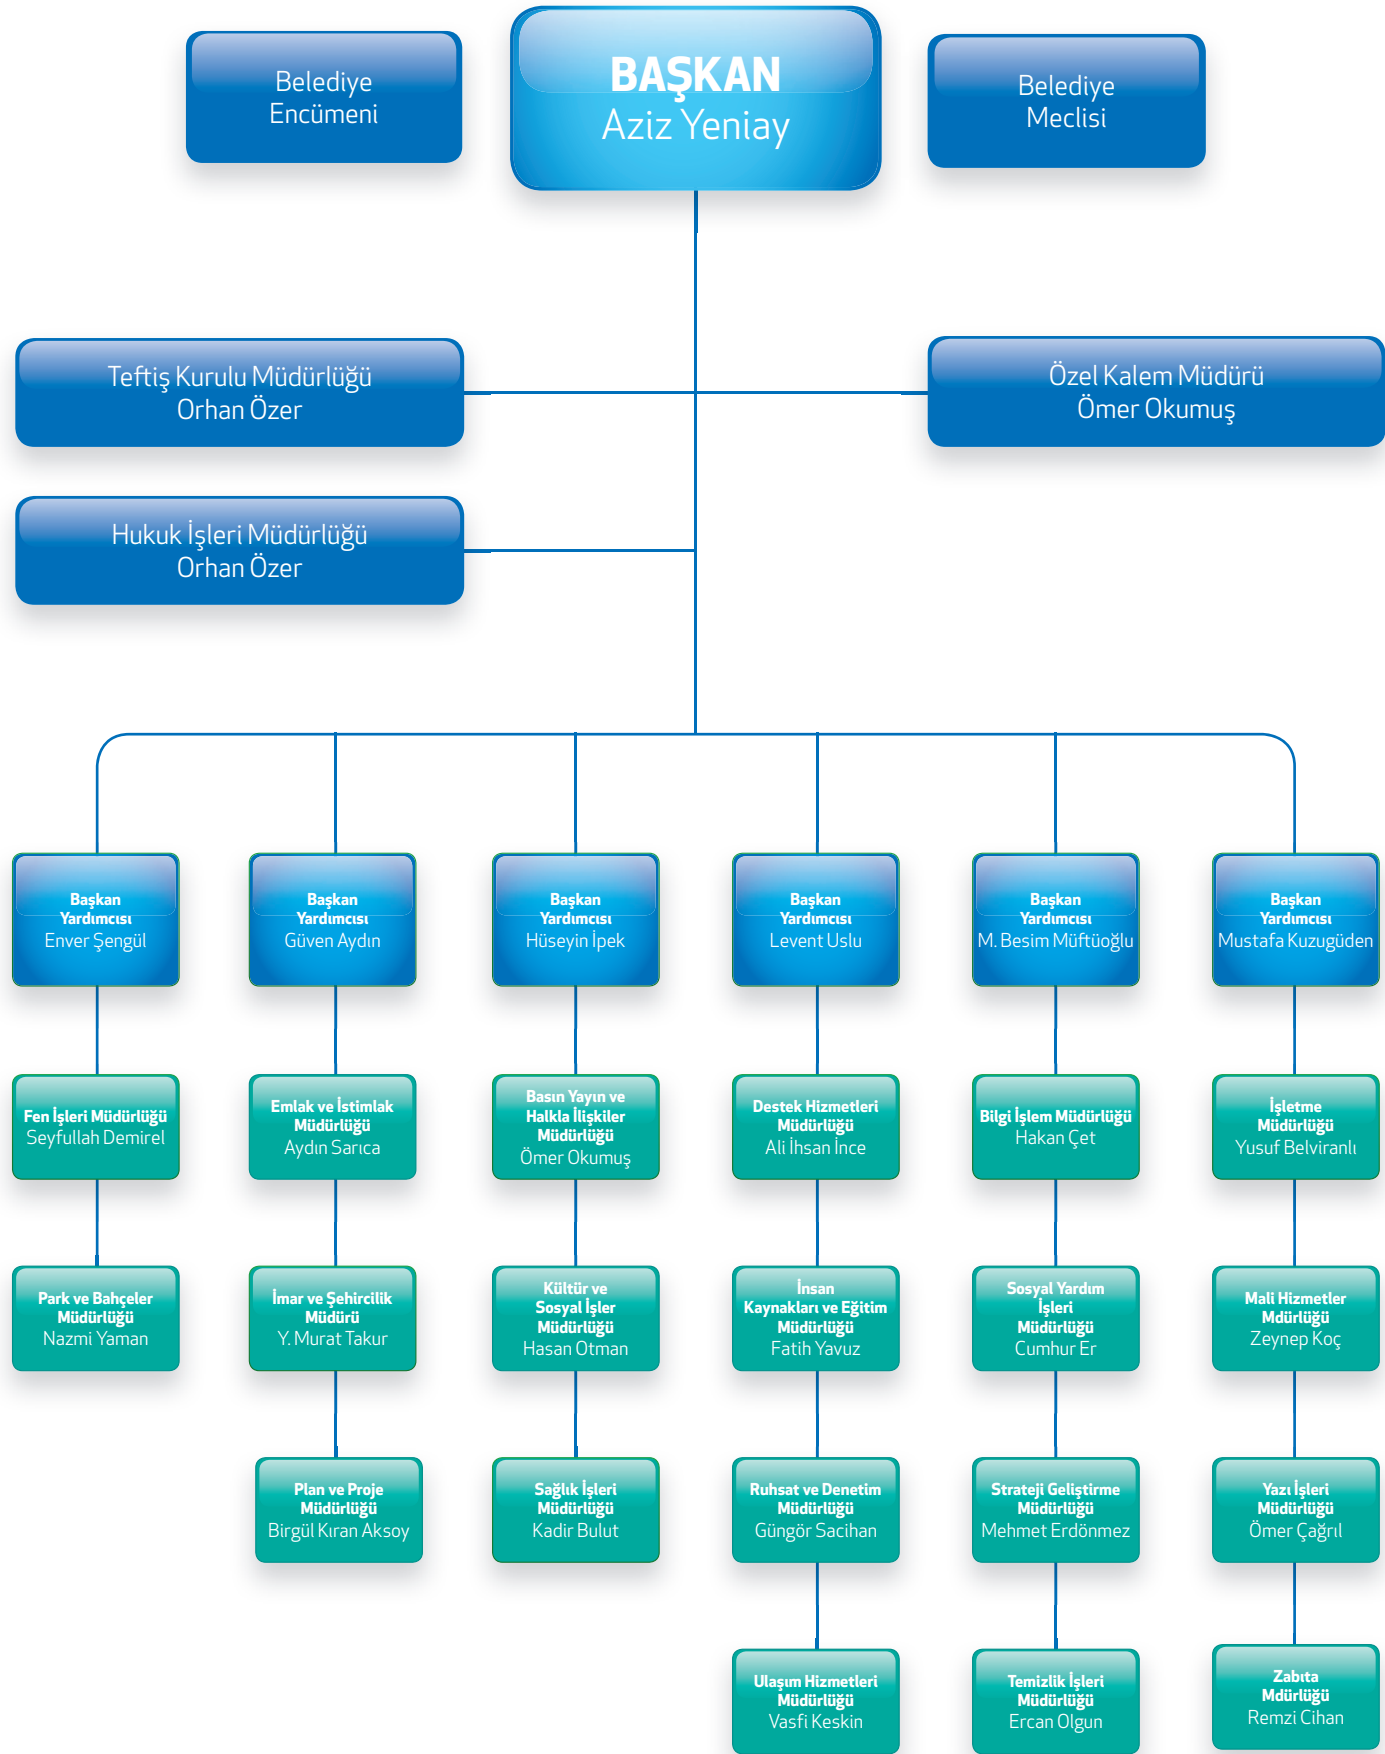 Belediye
Encümeni
BAŞKAN
Aziz Yeniay
Belediye
Meclisi
Teftiş Kurulu Müdürlüğü
Orhan Özer
Özel Kalem Müdürü
Ömer Okumuş
Hukuk İşleri Müdürlüğü
Orhan Özer
Başkan
Yardımcısı
Enver Şengül
Başkan
Yardımcısı
Güven Aydın
Başkan
Yardımcısı
Hüseyin İpek
Başkan
Yardımcısı
Levent Uslu
Başkan
Yardımcısı
M. Besim Müftüoğlu
Başkan
Yardımcısı
Mustafa Kuzugüden
Fen İşleri Müdürlüğü
Seyfullah Demirel
Emlak ve İstimlak
Müdürlüğü
Aydın Sarıca
Basın Yayın ve
Halkla İlişkiler
Müdürlüğü
Ömer Okumuş
Destek Hizmetleri
Müdürlüğü
Ali İhsan İnce
Bilgi İşlem Müdürlüğü
Hakan Çet
İşletme
Müdürlüğü
Yusuf Belviranlı
Park ve Bahçeler
Müdürlüğü
Nazmi Yaman
İmar ve Şehircilik
Müdürü
Y. Murat Takur
Kültür ve
Sosyal İşler
Müdürlüğü
Hasan Otman
İnsan
Kaynakları ve Eğitim
Müdürlüğü
Fatih Yavuz
Sosyal Yardım
İşleri
Müdürlüğü
Cumhur Er
Mali Hizmetler
Mdürlüğü
Zeynep Koç
Plan ve Proje
Müdürlüğü
Birgül Kıran Aksoy
Sağlık İşleri
Müdürlüğü
Kadir Bulut
Ruhsat ve Denetim
Müdürlüğü
Güngör Sacihan
Strateji Geliştirme
Müdürlüğü
Mehmet Erdönmez
Yazı İşleri
Müdürlüğü
Ömer Çağrıl
Ulaşım Hizmetleri
Müdürlüğü
Vasfi Keskin
Temizlik İşleri
Müdürlüğü
Ercan Olgun
Zabıta
Mdürlüğü
Remzi Cihan